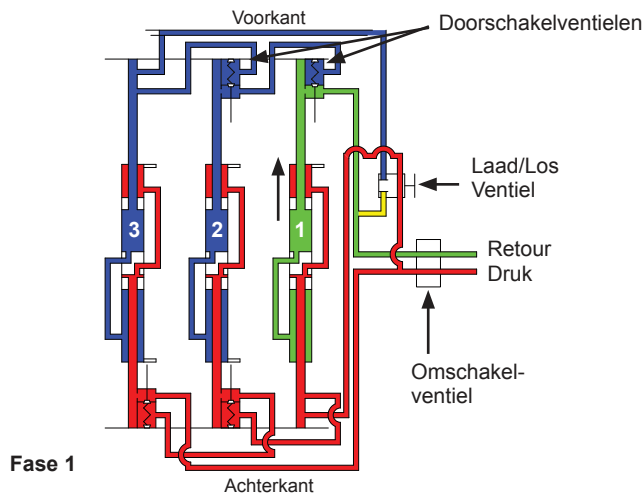 Voorkant
Doorschakelventielen
Laad/Los
Ventiel
3
2
1
Retour
Druk
Omschakel-
ventiel
Fase 1
Achterkant